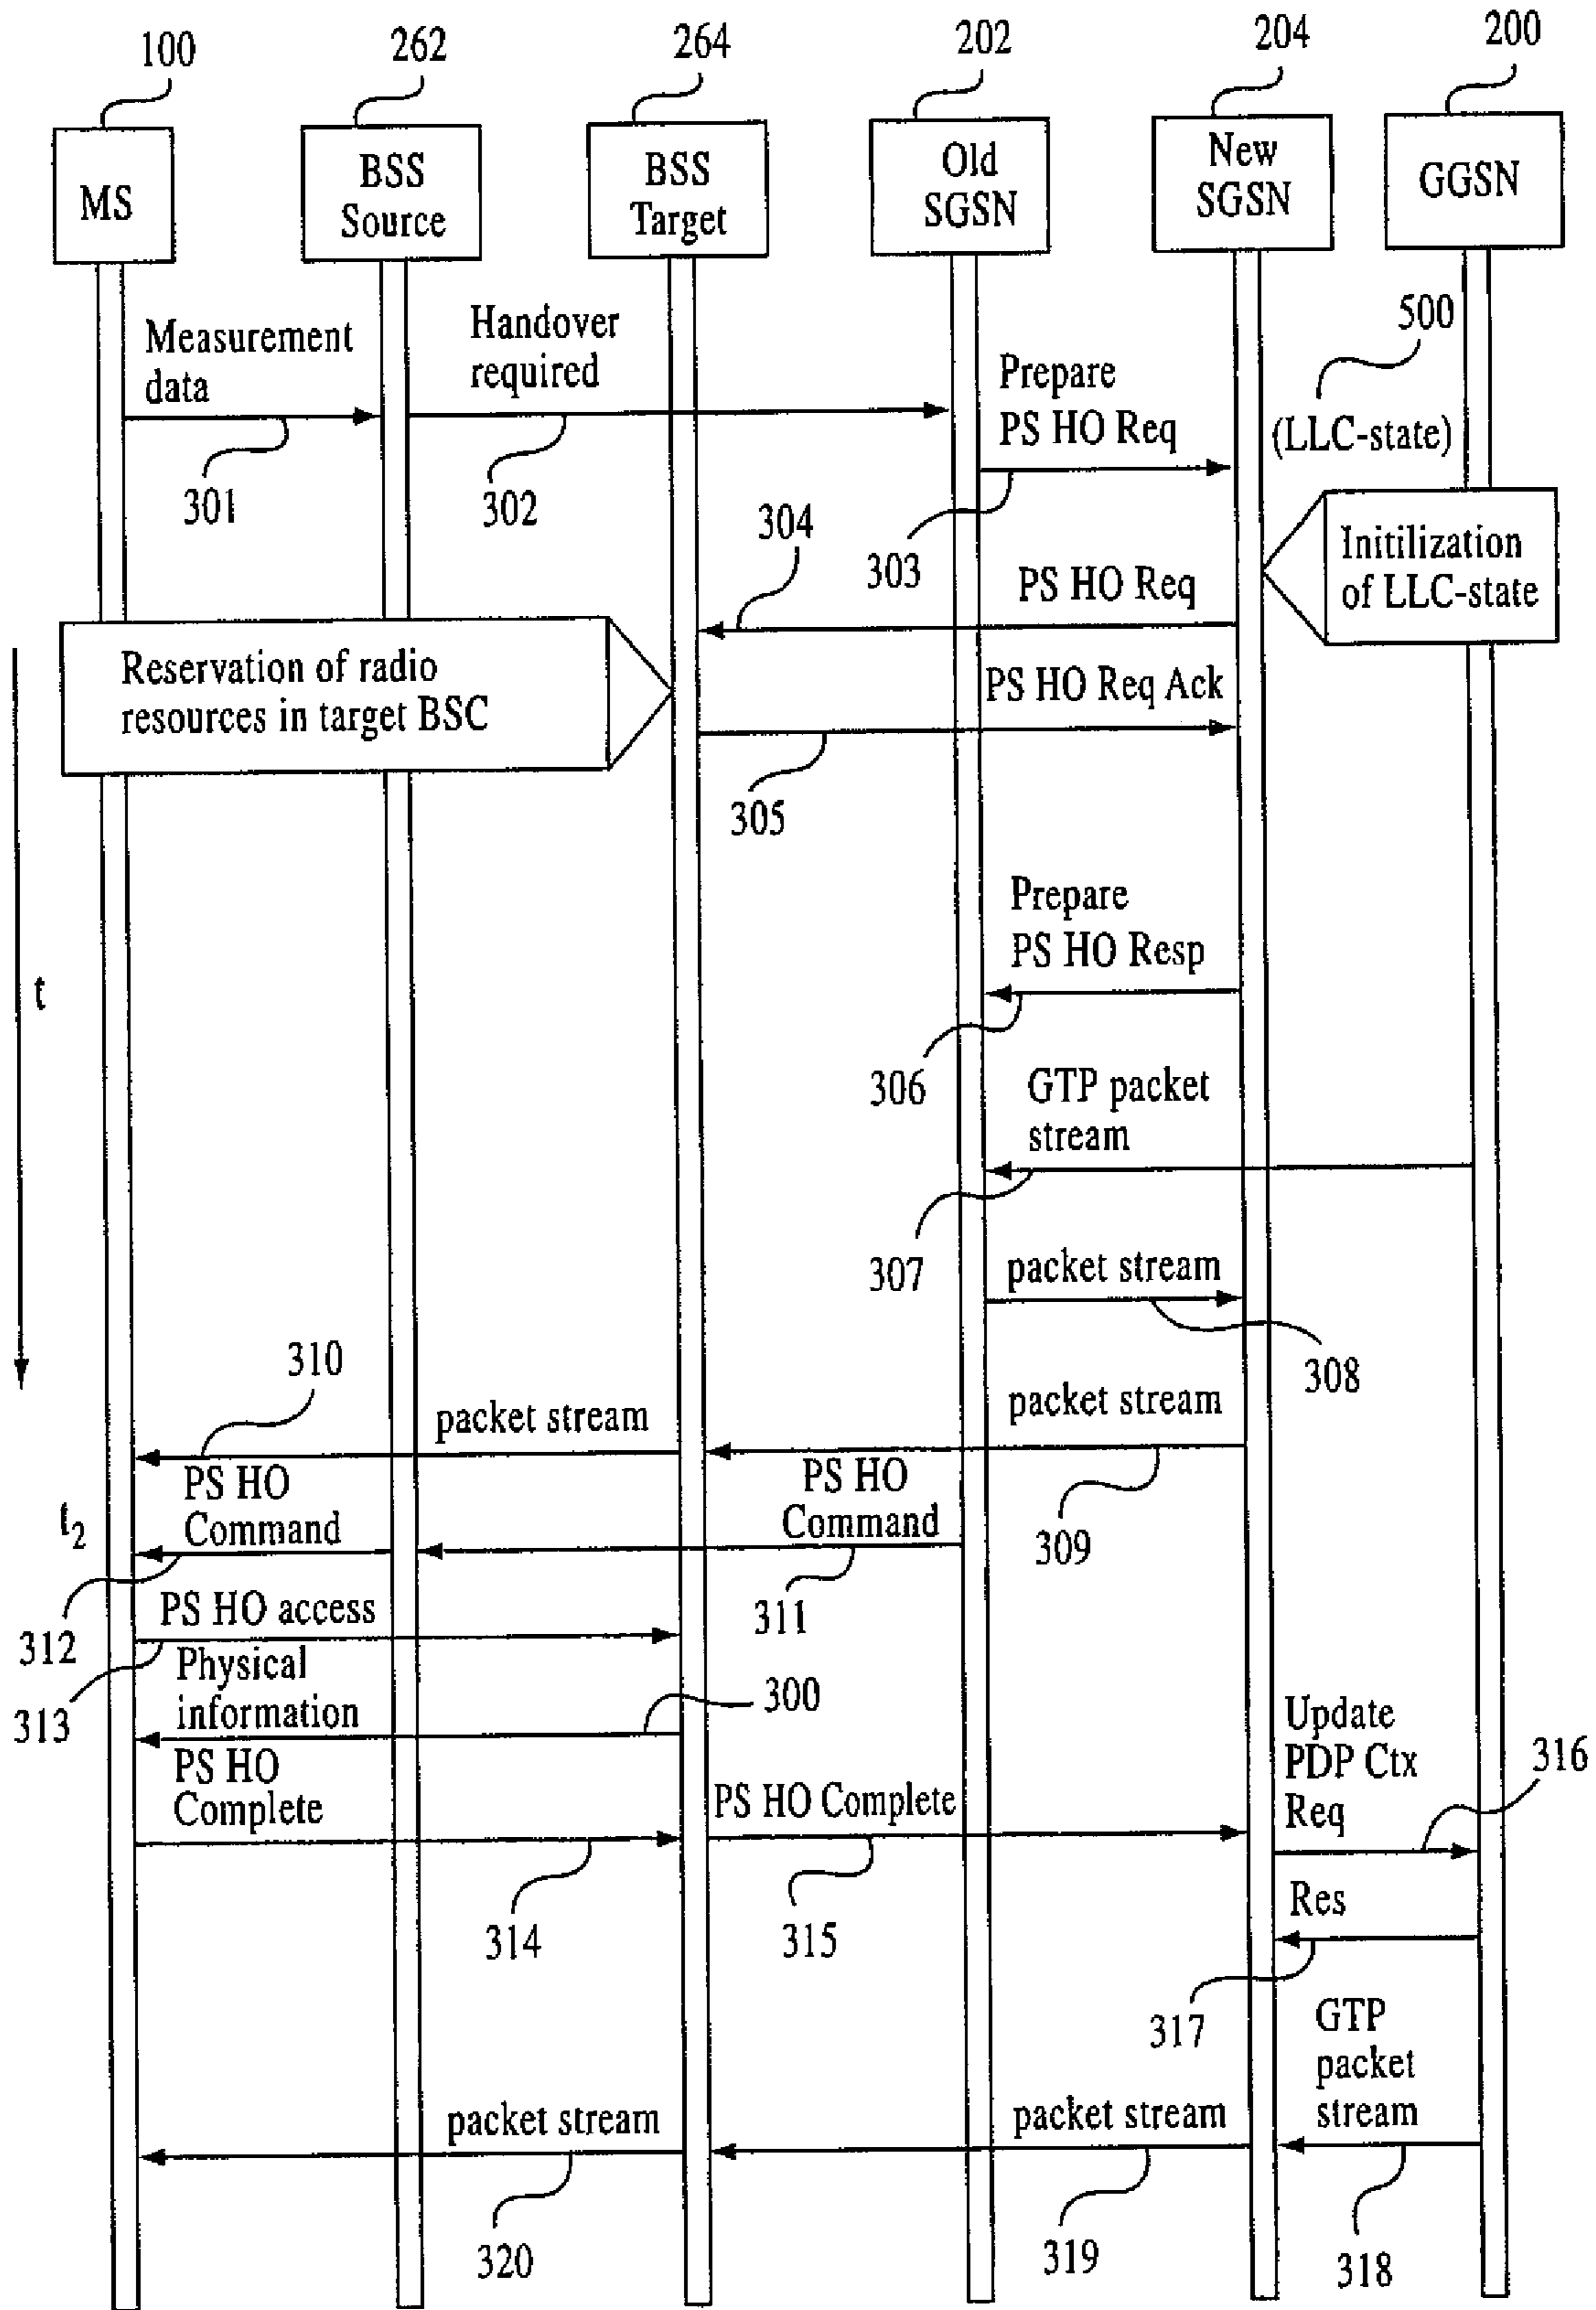 100
262
264
202
204
200
MS
BSS
Source
BSS
Target
Old
SGSN
New
SGSN
GGSN
Measurement
data
301
Handover
required
302
Prepare
PS HO Req
303
500
(LLC-state)
Initilization
of LLC-state
304
PS HO Req
Reservation of radio
resources in target BSC
PS HO Req Ack
305
Prepare
PS HO Resp
306
t
GTP packet
stream
307
packet stream
308
310
packet stream
packet stream
309
t2
PS HO
Command
312
PS HO
Command
311
PS HO access
313
Physical
information
300
PS HO
Complete
314
PS HO Complete
315
Update
PDP Ctx
Req
316
Res
317
GTP
packet
stream
318
packet stream
319
packet stream
320